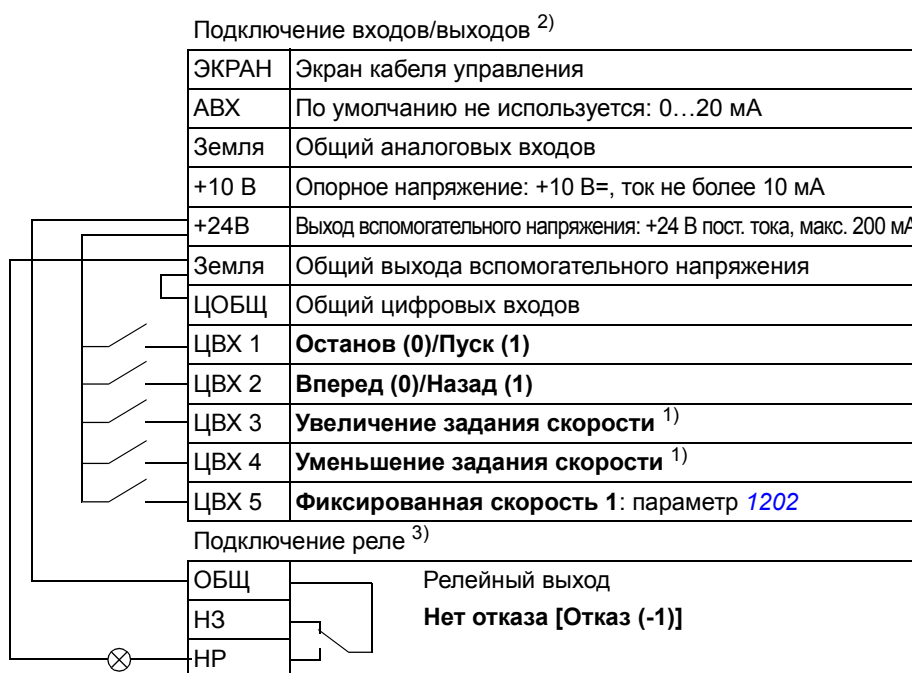 Подключение входов/выходов 2)
ЭКРАН Экран кабеля управления
АВХ По умолчанию не используется: 0…20 мА
Земля Общий аналоговых входов
+10 В Опорное напряжение: +10 В=, ток не более 10 мА
+24В Выход вспомогательного напряжения: +24 В пост. тока, макс. 200 мА
Земля Общий выхода вспомогательного напряжения
ЦОБЩ Общий цифровых входов
ЦВХ 1 Останов (0)/Пуск (1)
ЦВХ 2 Вперед (0)/Назад (1)
ЦВХ 3 Увеличение задания скорости 1)
ЦВХ 4 Уменьшение задания скорости 1)
ЦВХ 5 Фиксированная скорость 1: параметр 1202
Подключение реле 3)
ОБЩ Релейный выход
НЗ Нет отказа [Отказ (-1)]
НР